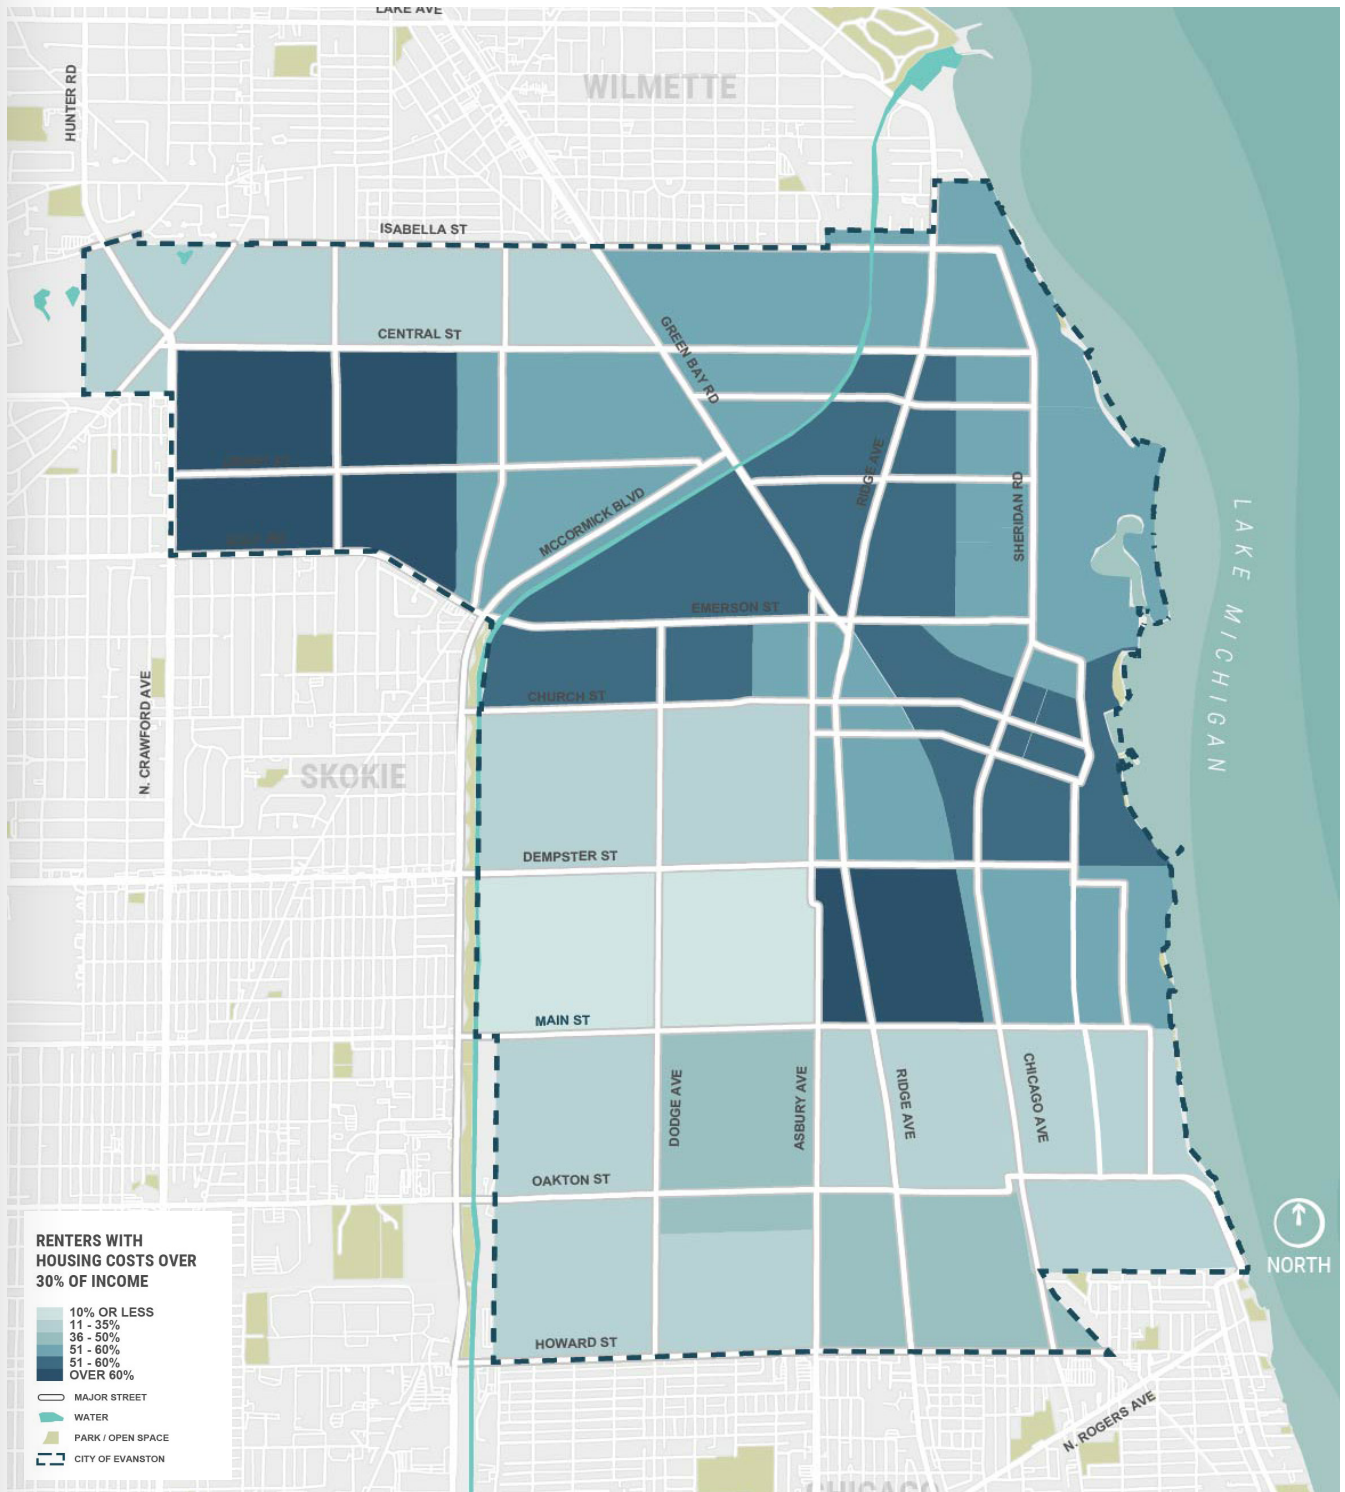 LAKE AVE
HUNTER RD
WILMETTE
ISABELLA ST
CENTRAL ST
GREEN BAY RD
RIDGE AVE
SHERIDAN RD
MCCORMICK BLVD
EMERSON ST
CHURCH ST
N. CRAWFORD AVE
SKOKIE
LAKE MICHIGAN
DEMPSTER ST
MAIN ST
DODGE AVE
ASBURY AVE
RIDGE AVE
CHICAGO AVE
OAKTON ST
HOWARD ST
NORTH
N. ROGERS AVE
CHICAGO
RENTERS WITH
HOUSING COSTS OVER
30% OF INCOME
10% OR LESS
11 - 35%
36 - 50%
51 - 60%
51 - 60%
OVER 60%
MAJOR STREET
WATER
PARK / OPEN SPACE
CITY OF EVANSTON